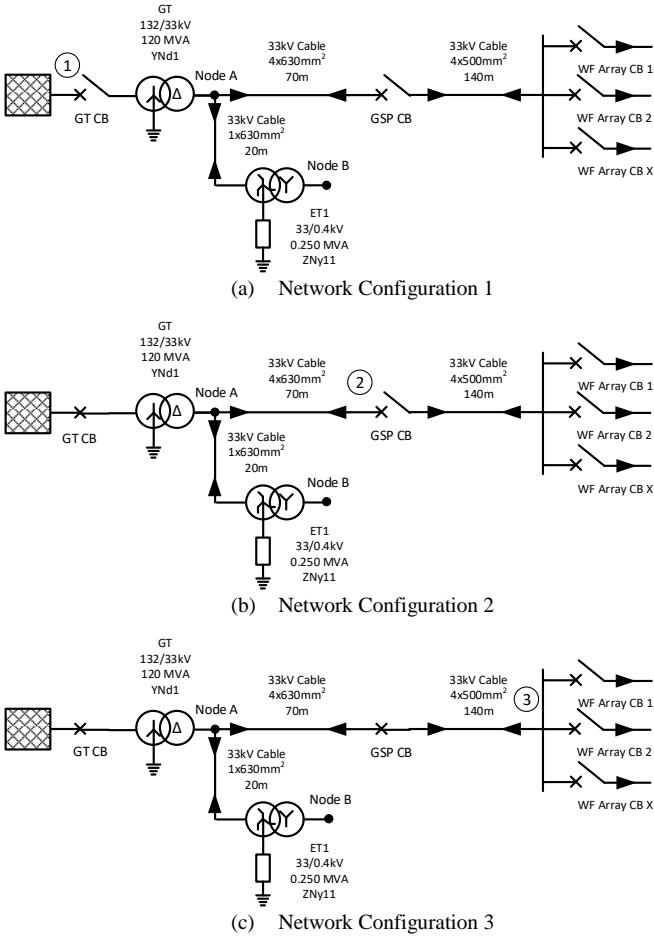 GT
132/33kV
120 MVA
YNd1
1
GT CB
Δ
Node A
33kV Cable
4x630mm²
70m
GSP CB
33kV Cable
4x500mm²
140m
WF Array CB 1
WF Array CB 2
WF Array CB X
33kV Cable
1x630mm²
20m
Node B
ET1
33/0.4kV
0.250 MVA
ZNy11
(a) Network Configuration 1
GT
132/33kV
120 MVA
YNd1
GT CB
Δ
Node A
33kV Cable
4x630mm²
70m
2
GSP CB
33kV Cable
4x500mm²
140m
WF Array CB 1
WF Array CB 2
WF Array CB X
33kV Cable
1x630mm²
20m
Node B
ET1
33/0.4kV
0.250 MVA
ZNy11
(b) Network Configuration 2
GT
132/33kV
120 MVA
YNd1
GT CB
Δ
Node A
33kV Cable
4x630mm²
70m
GSP CB
33kV Cable
4x500mm²
140m
3
WF Array CB 1
WF Array CB 2
WF Array CB X
33kV Cable
1x630mm²
20m
Node B
ET1
33/0.4kV
0.250 MVA
ZNy11
(c) Network Configuration 3